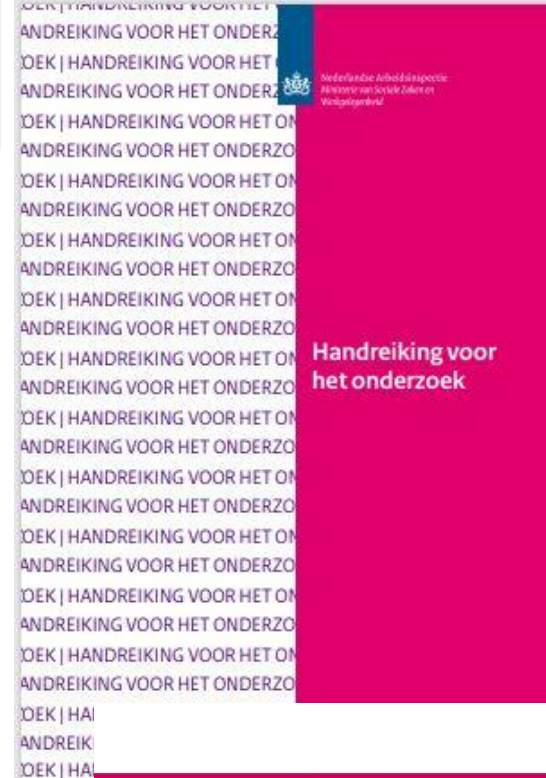 OEK | HANDREIKING VOOR HET
ANDREIKING VOOR HET ONDERZ
OEK | HANDREIKING VOOR HET
ANDREIKING VOOR HET ONDERZ
OEK | HANDREIKING VOOR HET ON
ANDREIKING VOOR HET ONDERZO
OEK | HANDREIKING VOOR HET ON
ANDREIKING VOOR HET ONDERZO
OEK | HANDREIKING VOOR HET ON
ANDREIKING VOOR HET ONDERZO
OEK | HANDREIKING VOOR HET ON
ANDREIKING VOOR HET ONDERZO
OEK | HANDREIKING VOOR HET ON
ANDREIKING VOOR HET ONDERZO
OEK | HANDREIKING VOOR HET ON
ANDREIKING VOOR HET ONDERZO
OEK | HANDREIKING VOOR HET ON
ANDREIKING VOOR HET ONDERZO
OEK | HANDREIKING VOOR HET ON
ANDREIKING VOOR HET ONDERZO
OEK | HANDREIKING VOOR HET ON
ANDREIKING VOOR HET ONDERZO
OEK | HANDREIKING VOOR HET ON
ANDREIKING VOOR HET ONDERZO
OEK | HA
ANDREIK
OEK | HA
Nederlandse Arbeidsinspectie
Ministerie van Sociale Zaken en
Werkgelegenheid
Handreiking voor
het onderzoek